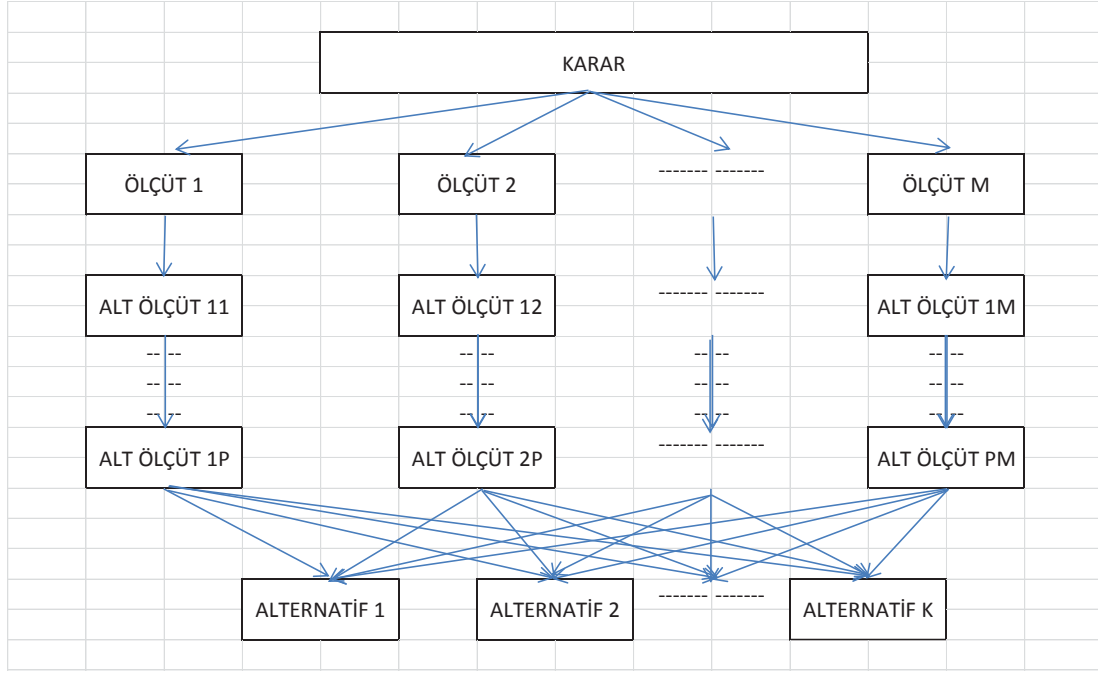 KARAR
ÖLÇÜT 1 ÖLÇÜT 2 ------- ------- ÖLÇÜT M
ALT ÖLÇÜT 11 ALT ÖLÇÜT 12 ------- ------- ALT ÖLÇÜT 1M
-- -- -- -- -- -- -- --
-- -- -- -- -- -- -- --
-- -- -- -- -- -- -- --
ALT ÖLÇÜT 1P ALT ÖLÇÜT 2P ------- ------- ALT ÖLÇÜT PM
ALTERNATİF 1 ALTERNATİF 2 ------- ------- ALTERNATİF K